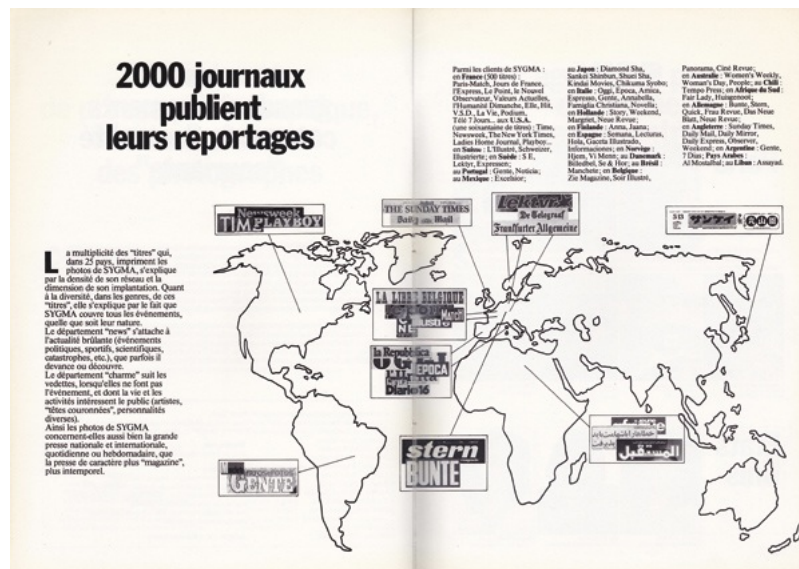 2000 journaux
publient
leurs reportages
Parmi les clients de SYGMA :
en France (300 titres) :
Paris-Match, Jours de France,
l'Express, Le Point, le Nouvel
Observateur, Valeurs Actuelles,
l'Humanité Dimanche, Elle, Hit,
V.S.D., La Vie, Podium,
Télé 7 Jours... aux U.S.A.
(une soixantaine de titres) : Time,
Newsweek, The New York Times,
Ladies Home Journal, Playboy...
en Suisse : L'Illustré, Schweizer,
Illustrierte; en Suède : S E,
Lektyr, Expressen;
au Portugal : Gente, Noticia;
au Mexique : Excelsior;
au Japon : Diamond Sha,
Sankei Shinbun, Shuei Sha,
Kindai Movies, Chikuma Syobo;
en Italie : Oggi, Epoca, Amica,
Espresso, Gente, Annabella,
Famiglia Christiana, Novella;
en Hollande : Story, Weekend,
Margriet, Neue Revue;
en Finlande : Anna, Jaana;
en Espagne : Semana, Lecturas,
Hola, Gaceta Illustrado,
Informaciones; en Norvège :
Hjem, Vi Menn; au Danemark :
Billedbel, Se & Hor; au Brésil :
Manchete; en Belgique :
Zie Magazine, Soir Illustré,
Panorama, Ciné Revue;
en Australie : Women's Weekly,
Woman's Day, People; au Chili :
Tempo Press; en Afrique du Sud :
Fair Lady, Huisgenoot;
en Allemagne : Bunte, Stern,
Quick, Frau Revue, Das Neue
Blatt, Neue Revue;
en Angleterre : Sunday Times,
Daily Mail, Daily Mirror,
Daily Express, Observer,
Weekend; en Argentine : Gente,
7 Dias; Pays Arabes :
Al Mostalbal; au Liban : Assayad.
La multiplicité des "titres" qui,
dans 25 pays, impriment les
photos de SYGMA, s'explique
par la densité de son réseau et la
dimension de son implantation. Quant
à la diversité, dans les genres, de ces
"titres", elle s'explique par le fait que
SYGMA couvre tous les événements,
quelle que soit leur nature.
Le département "news" s'attache à
l'actualité brûlante (événements
politiques, sportifs, scientifiques,
catastrophes, etc.), que parfois il
devance ou découvre.
Le département "charme" suit les
vedettes, lorsqu'elles ne font pas
l'événement, et dont la vie et les
activités intéressent le public (artistes,
"têtes couronnées", personnalités
diverses).
Ainsi les photos de SYGMA
concernent-elles aussi bien la grande
presse nationale et internationale,
quotidienne ou hebdomadaire, que
la presse de caractère plus "magazine",
plus intemporel.
Newsweek
TIME PLAYBOY
THE SUNDAY TIMES
Daily Mail
Lektyr
De Telegraaf
Frankfurter Allgemeine
サンケイ
LA LIBRE BELGIQUE
Match
la Repubblica
OGGI
EPOCA
Diario 16
stern
BUNTE
GENTE
المستقبل